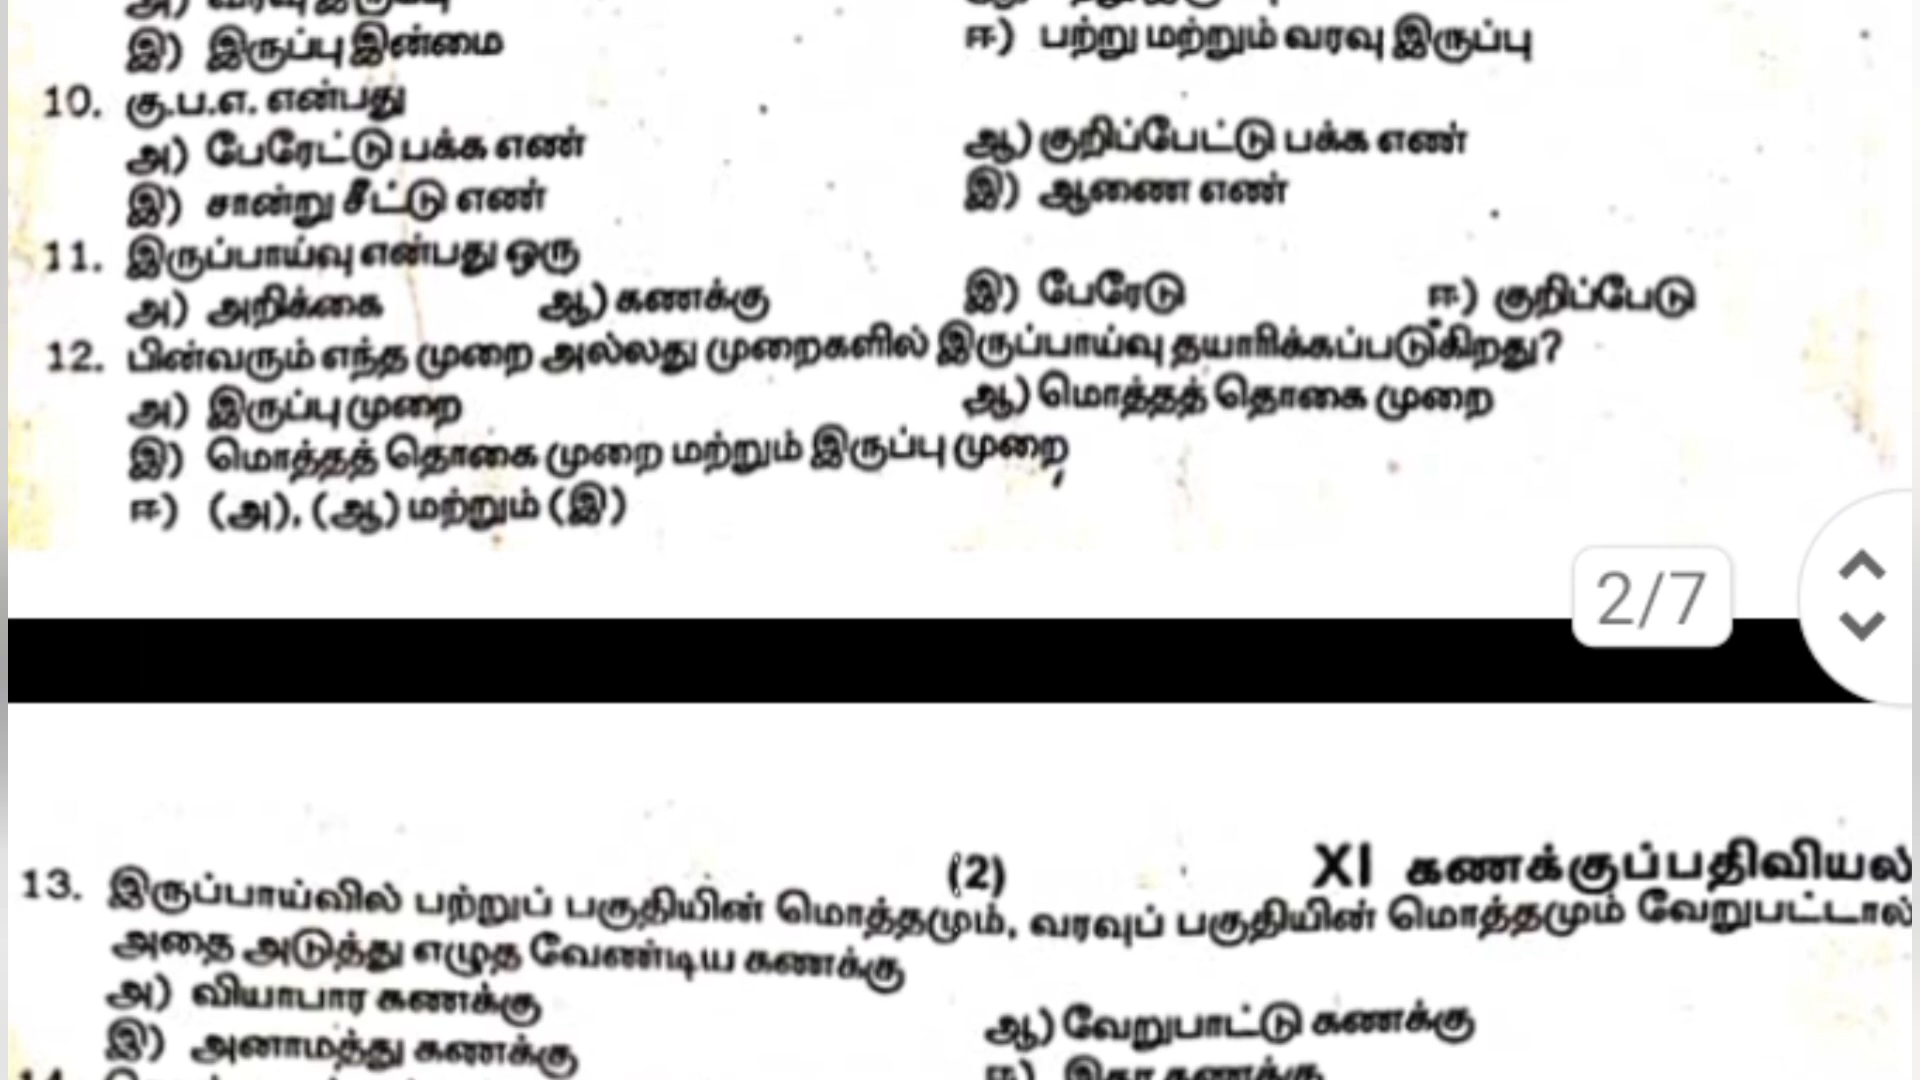 இ) இருப்பு இன்மை ஈ) பற்று மற்றும் வரவு இருப்பு
10. கு.ப.எ. என்பது
அ) பேரேட்டு பக்க எண் ஆ) குறிப்பேட்டு பக்க எண்
இ) சான்று சீட்டு எண் இ) ஆணை எண்
11. இருப்பாய்வு என்பது ஒரு
அ) அறிக்கை ஆ) கணக்கு இ) பேரேடு ஈ) குறிப்பேடு
12. பின்வரும் எந்த முறை அல்லது முறைகளில் இருப்பாய்வு தயாரிக்கப்படுகிறது?
அ) இருப்பு முறை ஆ) மொத்தத் தொகை முறை
இ) மொத்தத் தொகை முறை மற்றும் இருப்பு முறை
ஈ) (அ), (ஆ) மற்றும் (இ)
2/7
(2) XI கணக்குப்பதிவியல்
13. இருப்பாய்வில் பற்றுப் பகுதியின் மொத்தமும், வரவுப் பகுதியின் மொத்தமும் வேறுபட்டால்
அதை அடுத்து எழுத வேண்டிய கணக்கு
அ) வியாபார கணக்கு ஆ) வேறுபாட்டு கணக்கு
இ) அனாமத்து கணக்கு